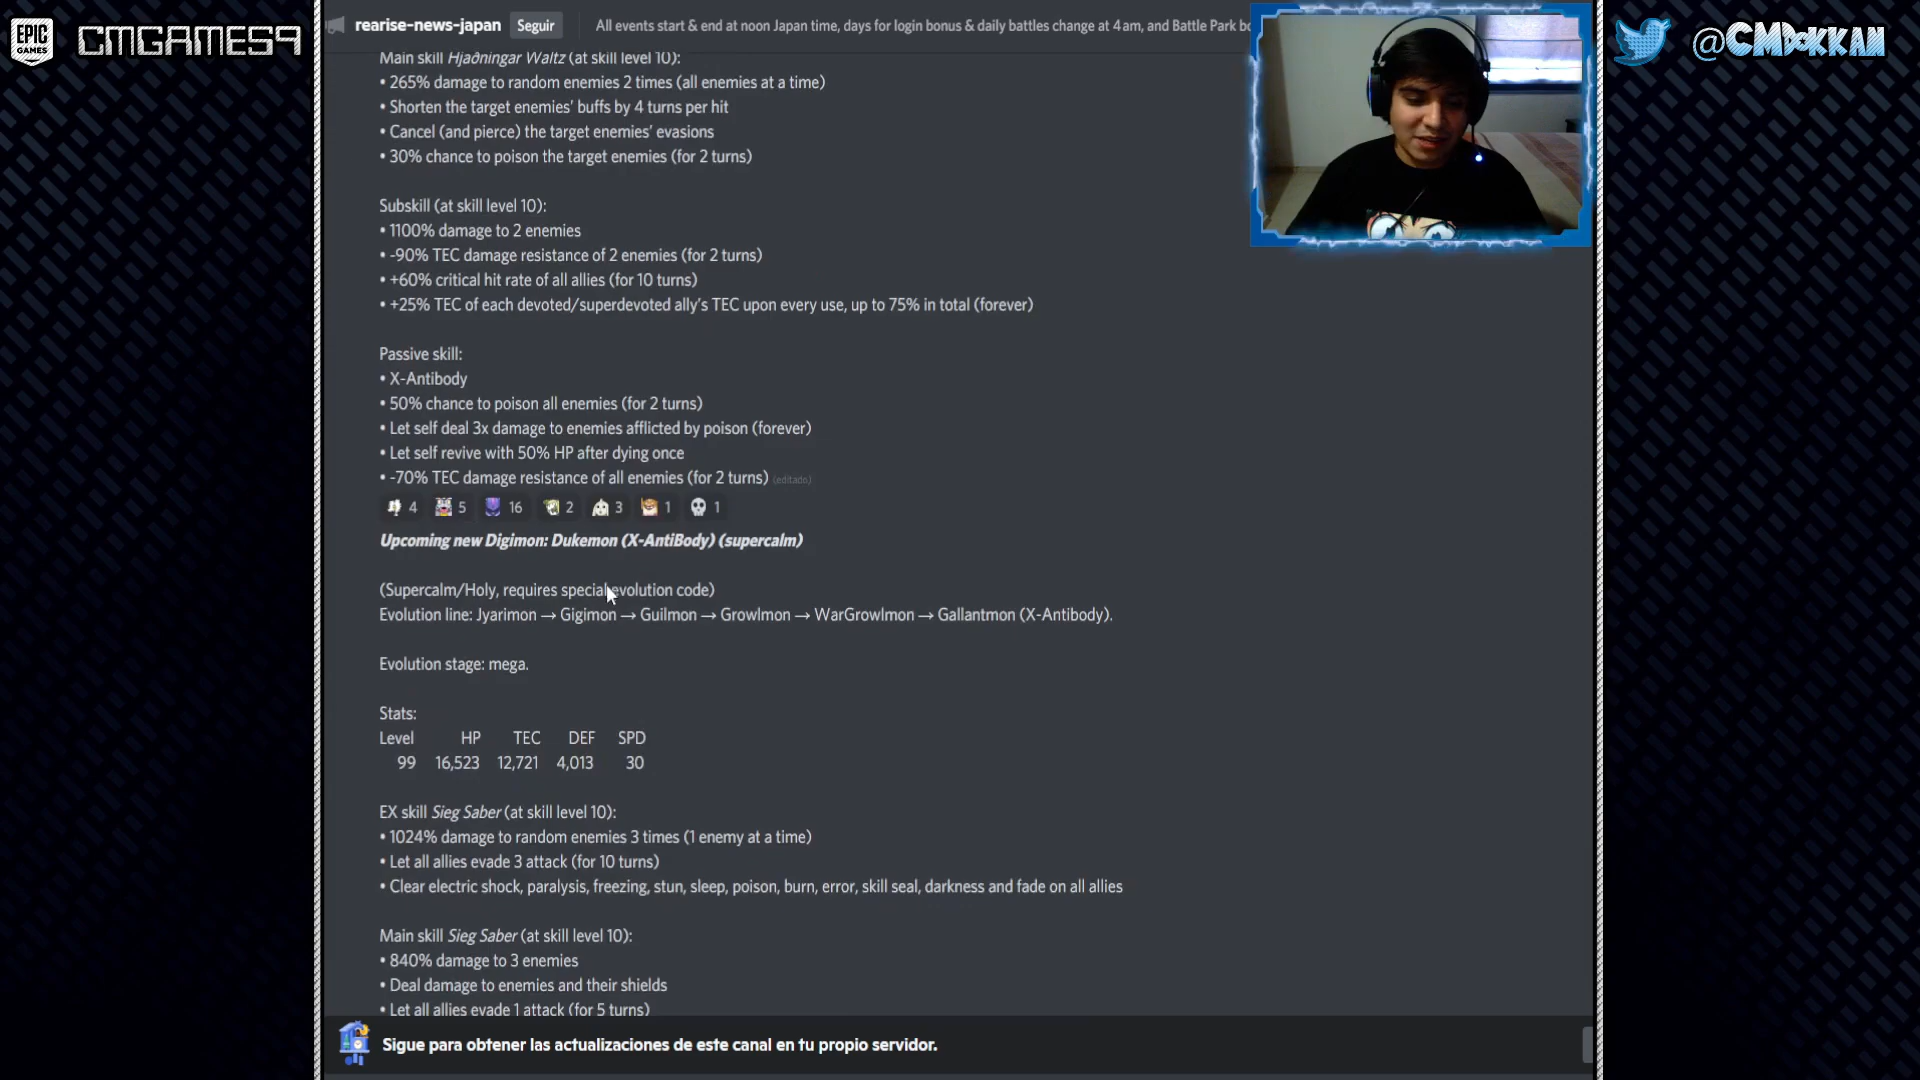 EPIC GAMES
CMGAMES9
rearise-news-japan
Seguir
All events start & end at noon Japan time, days for login bonus & daily battles change at 4 am, and Battle Park
@CMDOKKAN
Main skill Hjaðningar Waltz (at skill level 10):
• 265% damage to random enemies 2 times (all enemies at a time)
• Shorten the target enemies' buffs by 4 turns per hit
• Cancel (and pierce) the target enemies' evasions
• 30% chance to poison the target enemies (for 2 turns)
Subskill (at skill level 10):
• 1100% damage to 2 enemies
• -90% TEC damage resistance of 2 enemies (for 2 turns)
• +60% critical hit rate of all allies (for 10 turns)
• +25% TEC of each devoted/superdevoted ally's TEC upon every use, up to 75% in total (forever)
Passive skill:
• X-Antibody
• 50% chance to poison all enemies (for 2 turns)
• Let self deal 3x damage to enemies afflicted by poison (forever)
• Let self revive with 50% HP after dying once
• -70% TEC damage resistance of all enemies (for 2 turns) (editado)
4 5 16 2 3 1 1
Upcoming new Digimon: Dukemon (X-AntiBody) (supercalm)
(Supercalm/Holy, requires special evolution code)
Evolution line: Jyarimon → Gigimon → Guilmon → Growlmon → WarGrowlmon → Gallantmon (X-Antibody).
Evolution stage: mega.
Stats:
Level HP TEC DEF SPD
99 16,523 12,721 4,013 30
EX skill Sieg Saber (at skill level 10):
• 1024% damage to random enemies 3 times (1 enemy at a time)
• Let all allies evade 3 attack (for 10 turns)
• Clear electric shock, paralysis, freezing, stun, sleep, poison, burn, error, skill seal, darkness and fade on all allies
Main skill Sieg Saber (at skill level 10):
• 840% damage to 3 enemies
• Deal damage to enemies and their shields
• Let all allies evade 1 attack (for 5 turns)
Sigue para obtener las actualizaciones de este canal en tu propio servidor.